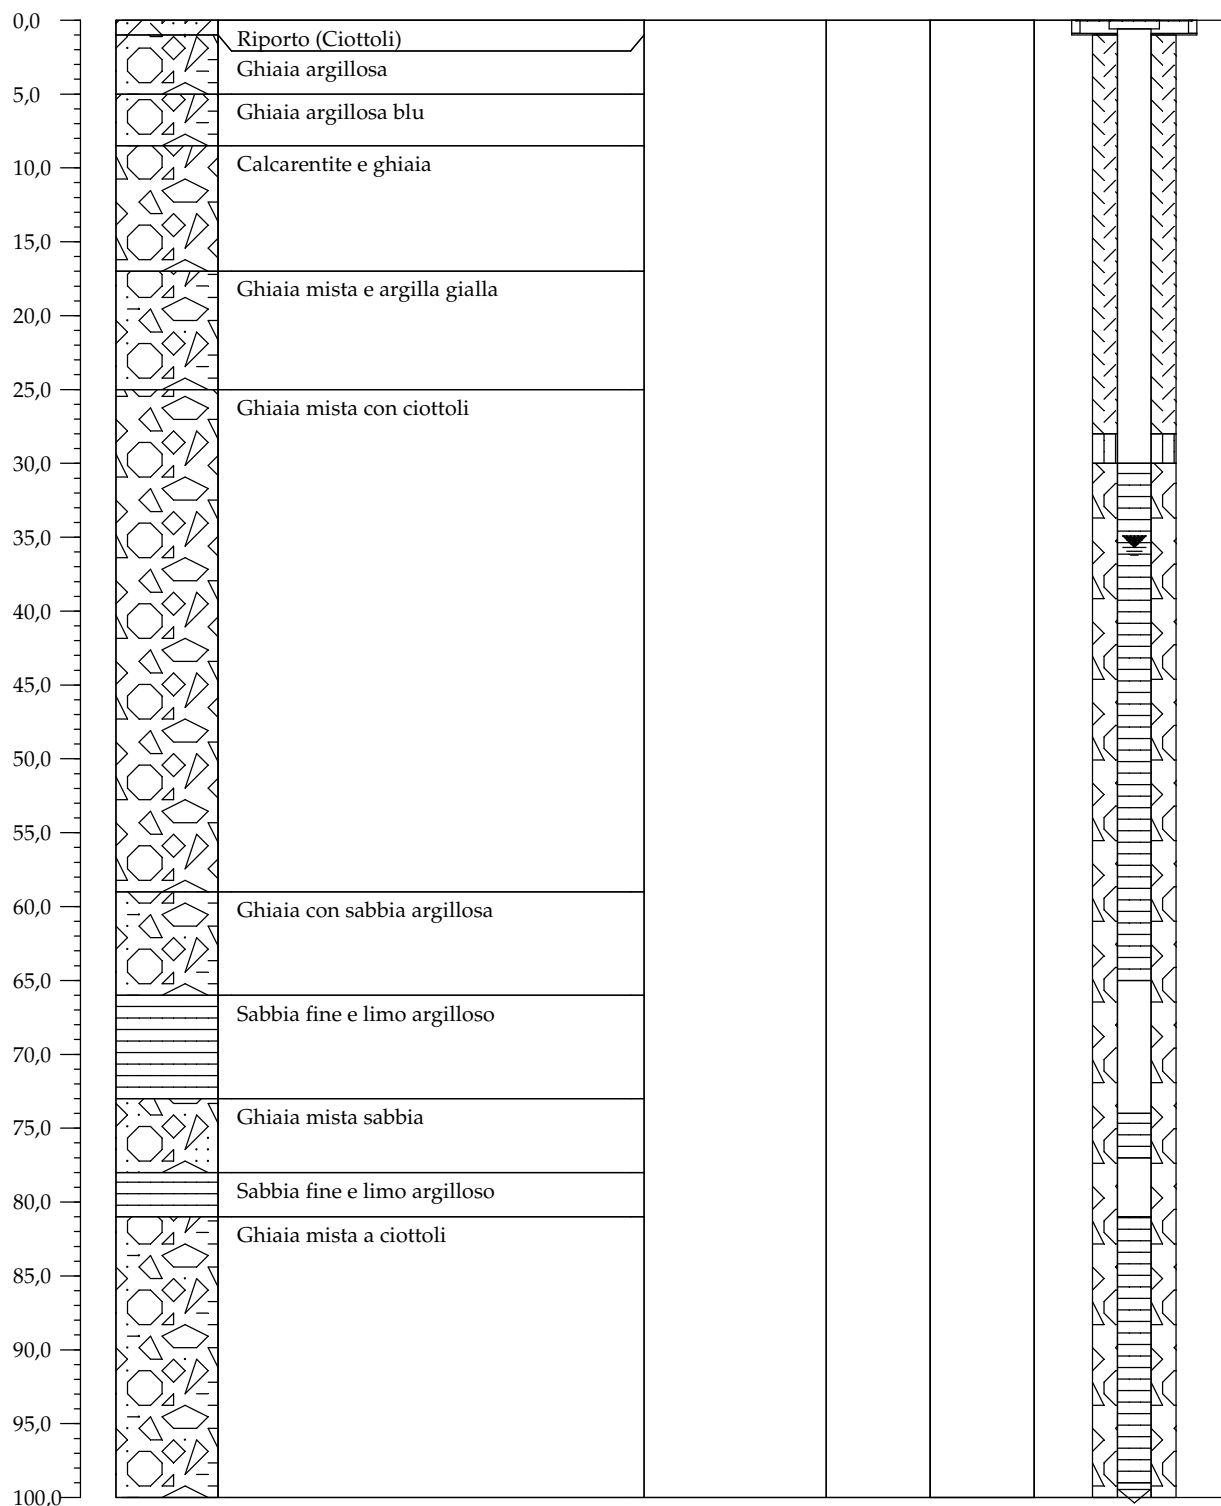 0,0
Riporto (Ciottoli)
Ghiaia argillosa
5,0
Ghiaia argillosa blu
Calcarentite e ghiaia
10,0
15,0
Ghiaia mista e argilla gialla
20,0
25,0
Ghiaia mista con ciottoli
30,0
35,0
40,0
45,0
50,0
55,0
60,0
Ghiaia con sabbia argillosa
65,0
Sabbia fine e limo argilloso
70,0
Ghiaia mista sabbia
75,0
Sabbia fine e limo argilloso
80,0
Ghiaia mista a ciottoli
85,0
90,0
95,0
100,0